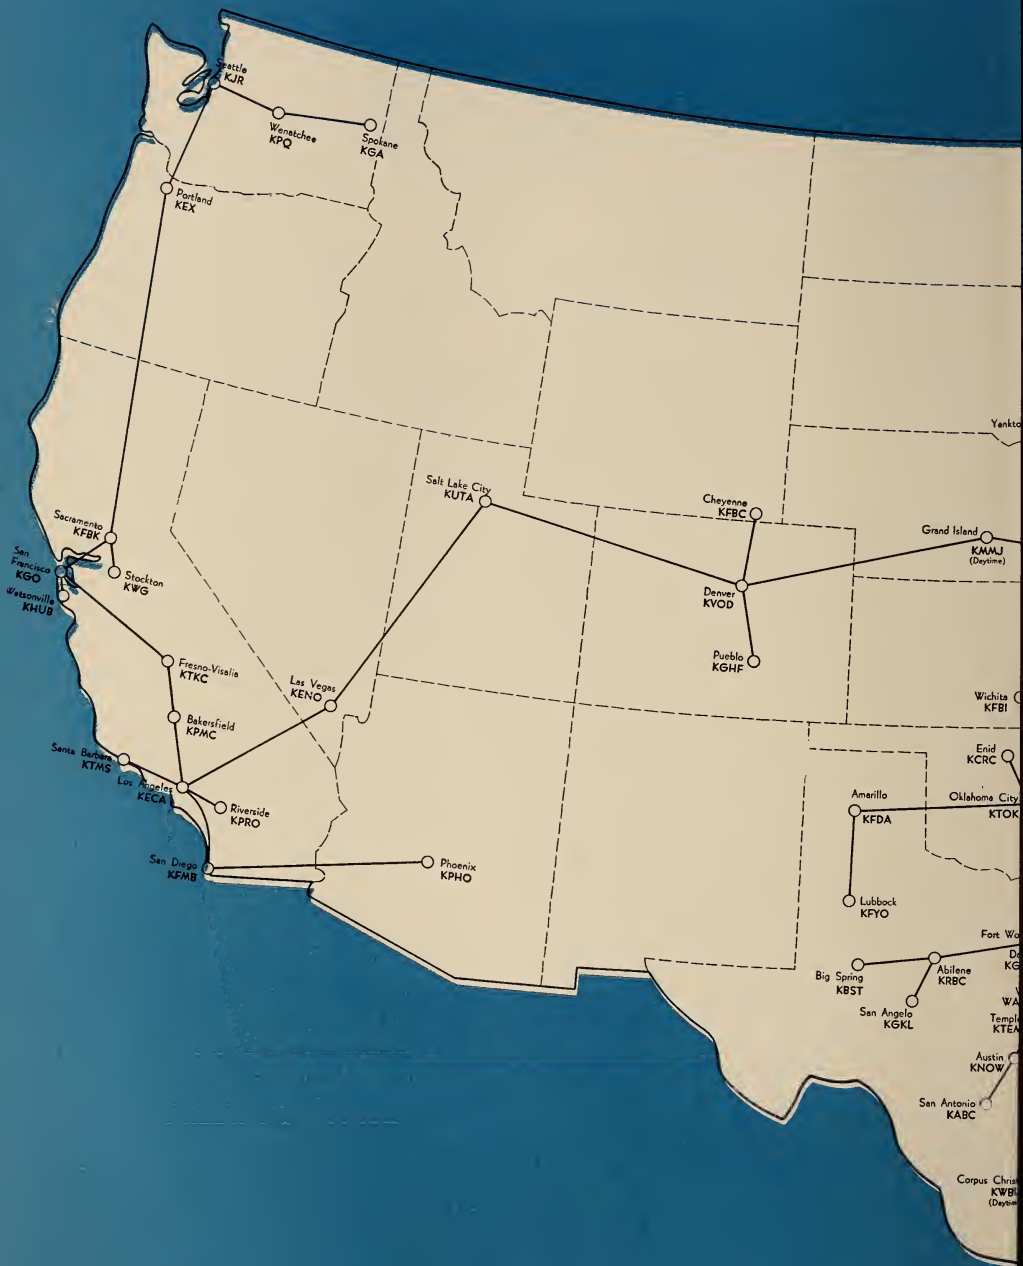 Seattle
KJR
Wenatchee
KPQ
Spokane
KGA
Portland
KEX
Salt Lake City
KUTA
Cheyenne
KFBC
Sacramento
KFBK
Grand Island
KMMJ
(Daytime)
San
Francisco
KGO
Stockton
KWG
Watsonville
KHUB
Denver
KVOD
Pueblo
KGHF
Fresno-Visalia
KTKC
Las Vegas
KENO
Wichita
KFBI
Bakersfield
KPMC
Santa Barbara
KTMS
Los Angeles
KECA
Riverside
KPRO
Enid
KCRC
Amarillo
KFDA
Oklahoma City
KTOK
San Diego
KFMB
Phoenix
KPHO
Lubbock
KFYO
Fort
Big Spring
KBST
Abilene
KRBC
San Angelo
KGKL
Austin
KNOW
San Antonio
KABC
Corpus